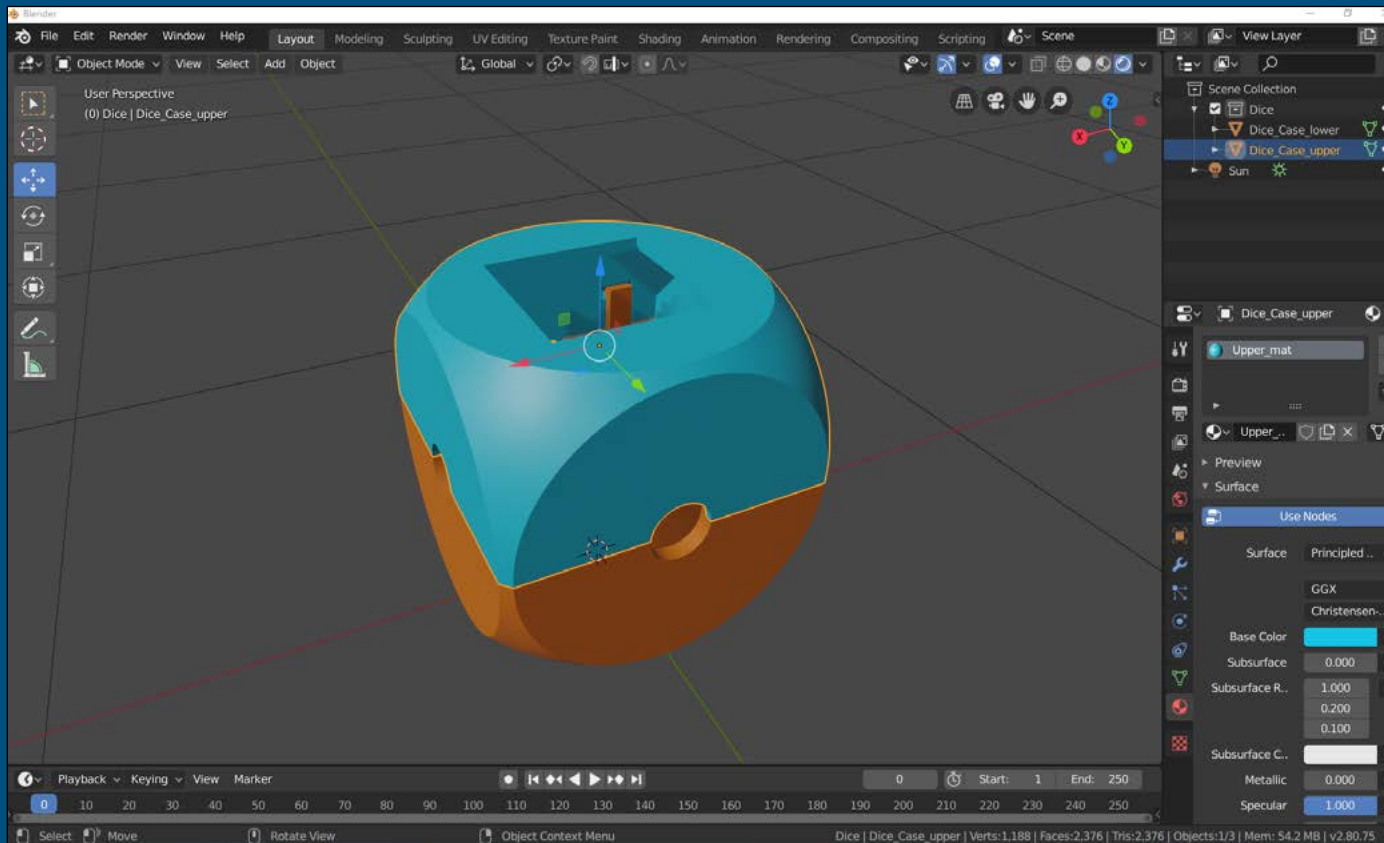 Blender
File Edit Render Window Help Layout Modeling Sculpting UV Editing Texture Paint Shading Animation Rendering Compositing Scripting Scene View Layer
Object Mode View Select Add Object Global
User Perspective
(0) Dice | Dice_Case_upper
X
Y
Z
Scene Collection
Dice
Dice_Case_lower
Dice_Case_upper
Sun
Dice_Case_upper
Upper_mat
Upper_..
Preview
Surface
Use Nodes
Surface Principled ..
GGX
Christensen-..
Base Color
Subsurface 0.000
Subsurface R.. 1.000
0.200
0.100
Subsurface C..
Metallic 0.000
Specular 1.000
Playback Keying View Marker 0 Start: 1 End: 250
0 10 20 30 40 50 60 70 80 90 100 110 120 130 140 150 160 170 180 190 200 210 220 230 240 250
Select Move Rotate View Object Context Menu Dice | Dice_Case_upper | Verts:1,188 | Faces:2,376 | Tris:2,376 | Objects:1/3 | Mem: 54.2 MB | v2.80.75